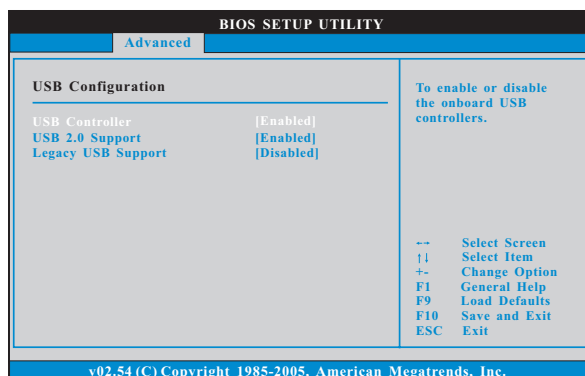 BIOS SETUP UTILITY
Advanced
USB Configuration
USB Controller [Enabled]
USB 2.0 Support [Enabled]
Legacy USB Support [Disabled]
To enable or disable
the onboard USB
controllers.
←→ Select Screen
↑↓ Select Item
+- Change Option
F1 General Help
F9 Load Defaults
F10 Save and Exit
ESC Exit
v02.54 (C) Copyright 1985-2005, American Megatrends, Inc.